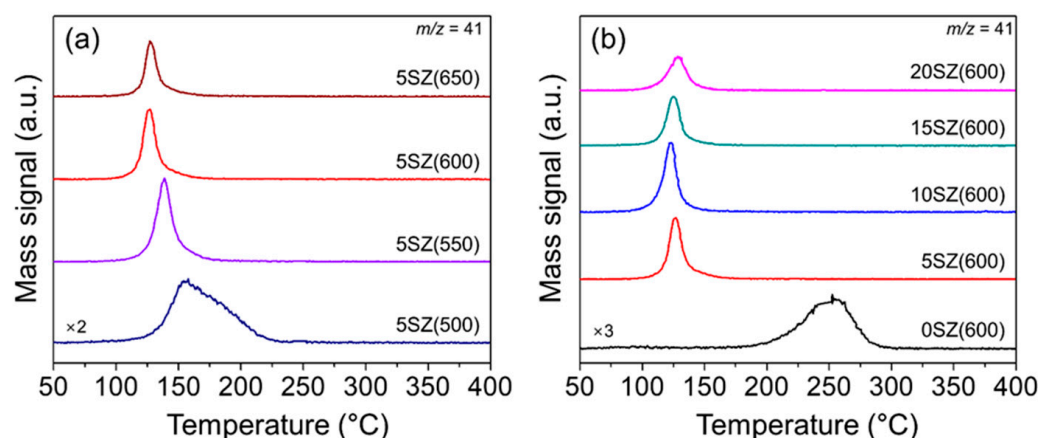 (a)
m/z = 41
5SZ(650)
5SZ(600)
5SZ(550)
×2
5SZ(500)
Mass signal (a.u.)
50 100 150 200 250 300 350 400
Temperature (°C)
(b)
m/z = 41
20SZ(600)
15SZ(600)
10SZ(600)
5SZ(600)
×3
0SZ(600)
Mass signal (a.u.)
50 100 150 200 250 300 350 400
Temperature (°C)